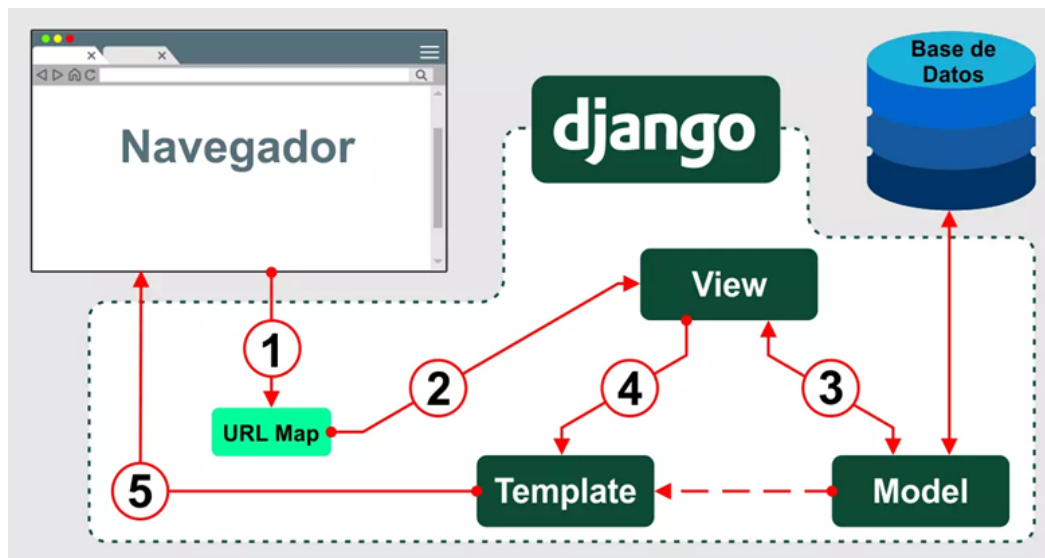 Navegador
django
Base de
Datos
View
1
2
4
3
URL Map
5
Template
Model